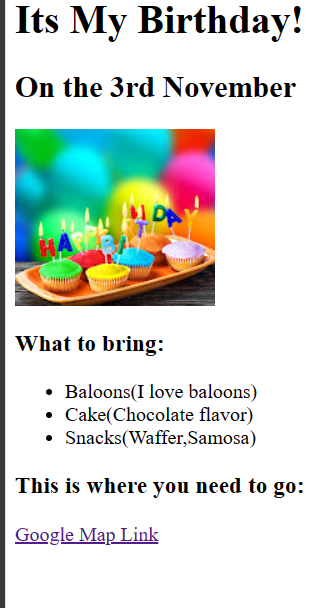 Its My Birthday!
On the 3rd November
HAPPY BIRTHDAY
What to bring:
Baloons(I love baloons)
Cake(Chocolate flavor)
Snacks(Waffer,Samosa)
This is where you need to go:
Google Map Link